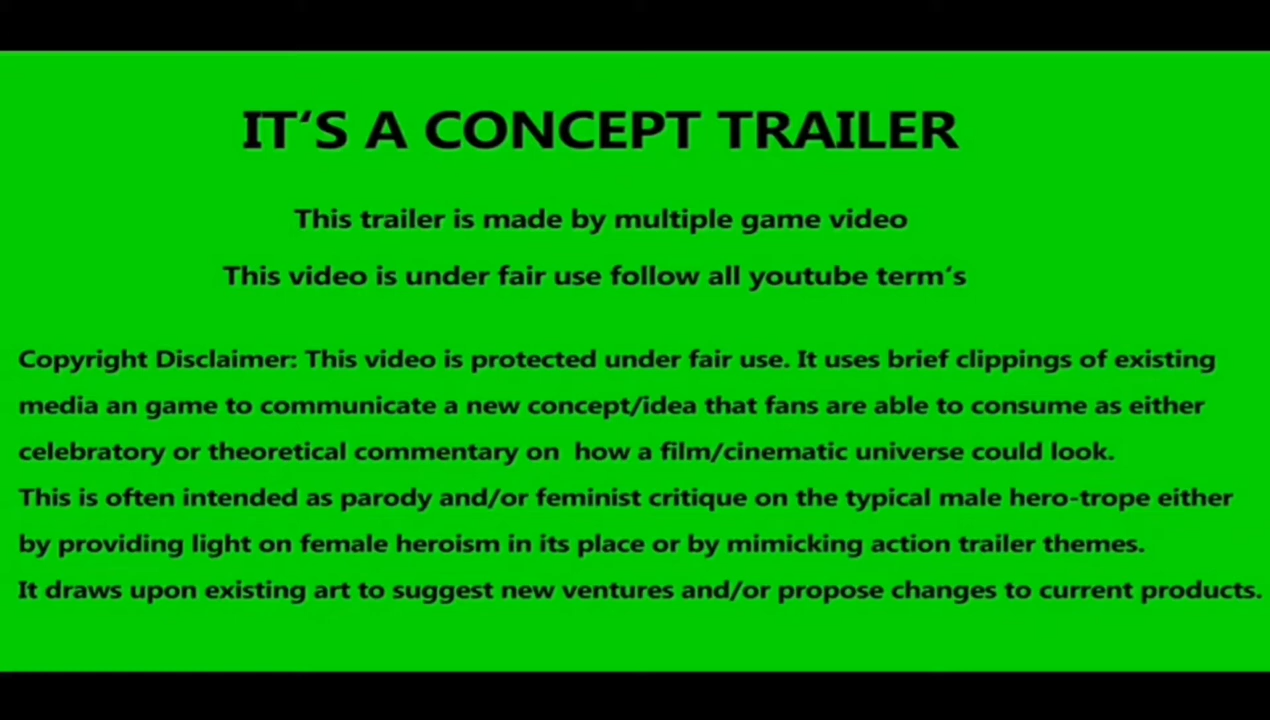 IT‘S A CONCEPT TRAILER
This trailer is made by multiple game video
This video is under fair use follow all youtube term‘s
Copyright Disclaimer: This video is protected under fair use. It uses brief clippings of existing
media an game to communicate a new concept/idea that fans are able to consume as either
celebratory or theoretical commentary on how a film/cinematic universe could look.
This is often intended as parody and/or feminist critique on the typical male hero-trope either
by providing light on female heroism in its place or by mimicking action trailer themes.
It draws upon existing art to suggest new ventures and/or propose changes to current products.